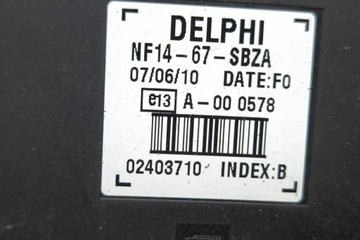 DELPHI
NF14-67-SBZA
07/06/10 DATE:F0
e13 A-00 0578
02403710 INDEX:B